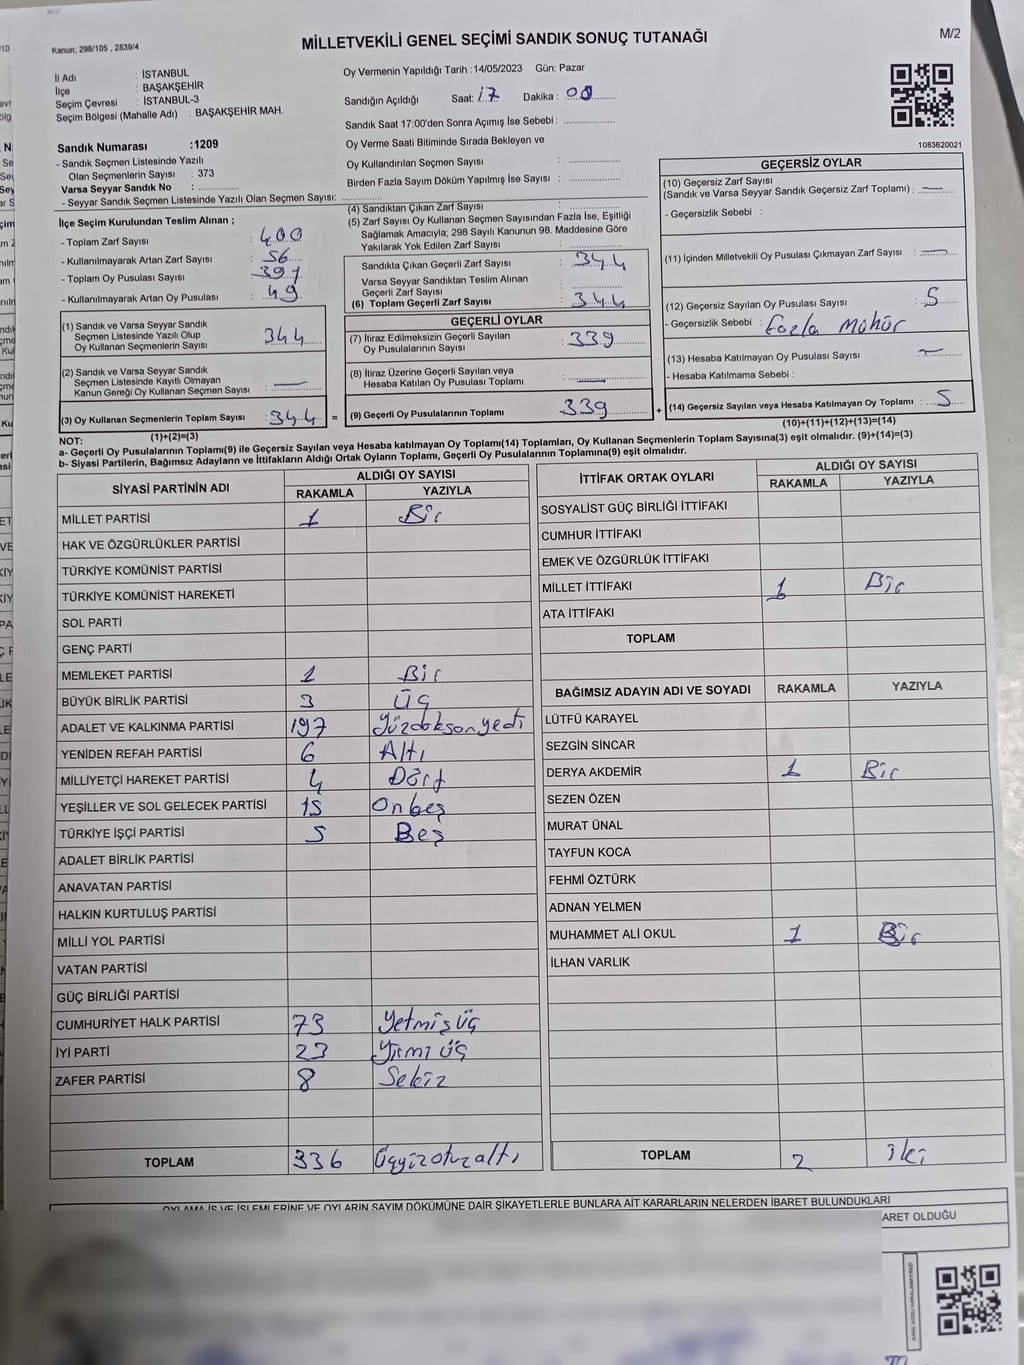 Kanun; 298/105 , 2839/4
MİLLETVEKİLİ GENEL SEÇİMİ SANDIK SONUÇ TUTANAĞI
M/2
İl Adı : İSTANBUL
İlçe : BAŞAKŞEHİR
Seçim Çevresi : İSTANBUL-3
Seçim Bölgesi (Mahalle Adı) : BAŞAKŞEHİR MAH.
Oy Vermenin Yapıldığı Tarih :14/05/2023 Gün: Pazar
Sandığın Açıldığı Saat: 17 Dakika : 00
Sandık Saat 17:00'den Sonra Açımış İse Sebebi :
Oy Verme Saati Bitiminde Sırada Bekleyen ve
Oy Kullandırılan Seçmen Sayısı :
Birden Fazla Sayım Döküm Yapılmış İse Sayısı :
1083620021
Sandık Numarası :1209
- Sandık Seçmen Listesinde Yazılı
Olan Seçmenlerin Sayısı : 373
Varsa Seyyar Sandık No :
- Seyyar Sandık Seçmen Listesinde Yazılı Olan Seçmen Sayısı:
İlçe Seçim Kurulundan Teslim Alınan ;
- Toplam Zarf Sayısı : 400
- Kullanılmayarak Artan Zarf Sayısı : 56
- Toplam Oy Pusulası Sayısı : 391
- Kullanılmayarak Artan Oy Pusulası : 49
(4) Sandıktan Çıkan Zarf Sayısı :
(5) Zarf Sayısı Oy Kullanan Seçmen Sayısından Fazla İse, Eşitliği
Sağlamak Amacıyla; 298 Sayılı Kanunun 98. Maddesine Göre
Yakılarak Yok Edilen Zarf Sayısı :
Sandıkta Çıkan Geçerli Zarf Sayısı : 344
Varsa Seyyar Sandıktan Teslim Alınan
Geçerli Zarf Sayısı :
(6) Toplam Geçerli Zarf Sayısı : 344
(1) Sandık ve Varsa Seyyar Sandık
Seçmen Listesinde Yazılı Olup
Oy Kullanan Seçmenlerin Sayısı : 344
(2) Sandık ve Varsa Seyyar Sandık
Seçmen Listesinde Kayıtlı Olmayan
Kanun Gereği Oy Kullanan Seçmen Sayısı : —
(3) Oy Kullanan Seçmenlerin Toplam Sayısı : 344
(1)+(2)=(3)
GEÇERLİ OYLAR
(7) İtiraz Edilmeksizin Geçerli Sayılan
Oy Pusulalarının Sayısı : 339
(8) İtiraz Üzerine Geçerli Sayılan veya
Hesaba Katılan Oy Pusulası Toplamı : —
= (9) Geçerli Oy Pusulalarının Toplamı : 339
GEÇERSİZ OYLAR
(10) Geçersiz Zarf Sayısı
(Sandık ve Varsa Seyyar Sandık Geçersiz Zarf Toplamı) : —
- Geçersizlik Sebebi :
(11) İçinden Milletvekili Oy Pusulası Çıkmayan Zarf Sayısı : —
(12) Geçersiz Sayılan Oy Pusulası Sayısı : 5
- Geçersizlik Sebebi : fazla mühür
(13) Hesaba Katılmayan Oy Pusulası Sayısı : —
- Hesaba Katılmama Sebebi :
+ (14) Geçersiz Sayılan veya Hesaba Katılmayan Oy Toplamı : 5
(10)+(11)+(12)+(13)=(14)
NOT:
a- Geçerli Oy Pusulalarının Toplamı(9) ile Geçersiz Sayılan veya Hesaba katılmayan Oy Toplamı(14) Toplamları, Oy Kullanan Seçmenlerin Toplam Sayısına(3) eşit olmalıdır. (9)+(14)=(3)
b- Siyasi Partilerin, Bağımsız Adayların ve İttifakların Aldığı Ortak Oyların Toplamı, Geçerli Oy Pusulalarının Toplamına(9) eşit olmalıdır.
SİYASİ PARTİNİN ADI
ALDIĞI OY SAYISI
RAKAMLA YAZIYLA
MİLLET PARTİSİ 1 Bir
HAK VE ÖZGÜRLÜKLER PARTİSİ
TÜRKİYE KOMÜNİST PARTİSİ
TÜRKİYE KOMÜNİST HAREKETİ
SOL PARTİ
GENÇ PARTİ
MEMLEKET PARTİSİ 1 Bir
BÜYÜK BİRLİK PARTİSİ 3 Üç
ADALET VE KALKINMA PARTİSİ 197 Yüzdoksanyedi
YENİDEN REFAH PARTİSİ 6 Altı
MİLLİYETÇİ HAREKET PARTİSİ 4 Dört
YEŞİLLER VE SOL GELECEK PARTİSİ 15 Onbeş
TÜRKİYE İŞÇİ PARTİSİ 5 Beş
ADALET BİRLİK PARTİSİ
ANAVATAN PARTİSİ
HALKIN KURTULUŞ PARTİSİ
MİLLİ YOL PARTİSİ
VATAN PARTİSİ
GÜÇ BİRLİĞİ PARTİSİ
CUMHURİYET HALK PARTİSİ 73 Yetmişüç
İYİ PARTİ 23 Yirmi üç
ZAFER PARTİSİ 8 Sekiz
TOPLAM 336 Üçyüzotuzaltı
İTTİFAK ORTAK OYLARI
ALDIĞI OY SAYISI
RAKAMLA YAZIYLA
SOSYALİST GÜÇ BİRLİĞİ İTTİFAKI
CUMHUR İTTİFAKI
EMEK VE ÖZGÜRLÜK İTTİFAKI
MİLLET İTTİFAKI 1 Bir
ATA İTTİFAKI
TOPLAM
BAĞIMSIZ ADAYIN ADI VE SOYADI RAKAMLA YAZIYLA
LÜTFÜ KARAYEL
SEZGİN SİNCAR
DERYA AKDEMİR 1 Bir
SEZEN ÖZEN
MURAT ÜNAL
TAYFUN KOCA
FEHMİ ÖZTÜRK
ADNAN YELMEN
MUHAMMET ALİ OKUL 1 Bir
İLHAN VARLIK
TOPLAM 2 iki
OYLAMA İŞ VE İŞLEMLERİNE VE OYLARIN SAYIM DÖKÜMÜNE DAİR ŞİKAYETLERLE BUNLARA AİT KARARLARIN NELERDEN İBARET BULUNDUKLARI
ARET OLDUĞU